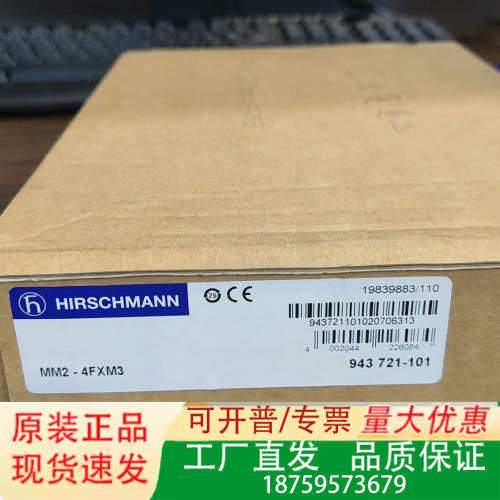 HIRSCHMANN
25
CE
19839883/110
943721101020706313
4 002044 226084
MM2 - 4FXM3
943 721-101
原装正品
现货速发
可开普/专票
量大优惠
工厂直发 品质保证
18759573679